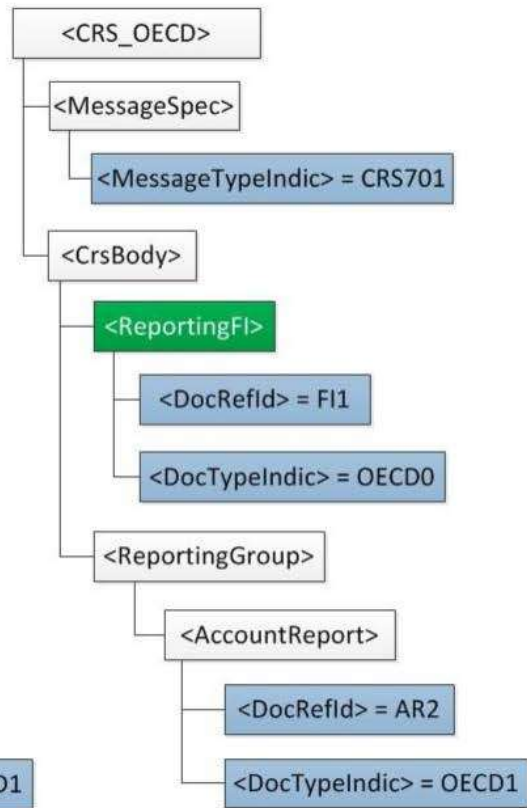 <CRS_OECD>
<MessageSpec>
<MessageTypeIndic> = CRS701
<CrsBody>
<ReportingFI>
<DocRefId> = FI1
<DocTypeIndic> = OECD0
<ReportingGroup>
<AccountReport>
<DocRefId> = AR2
<DocTypeIndic> = OECD1